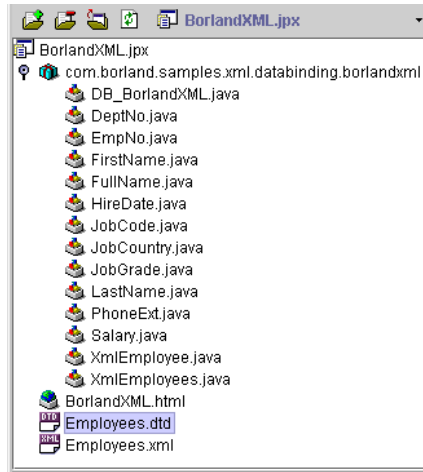 BorlandXML.jpx
BorlandXML.jpx
com.borland.samples.xml.databinding.borlandxml
DB_BorlandXML.java
DeptNo.java
EmpNo.java
FirstName.java
FullName.java
HireDate.java
JobCode.java
JobCountry.java
JobGrade.java
LastName.java
PhoneExt.java
Salary.java
XmlEmployee.java
XmlEmployees.java
BorlandXML.html
DTD Employees.dtd
XML Employees.xml